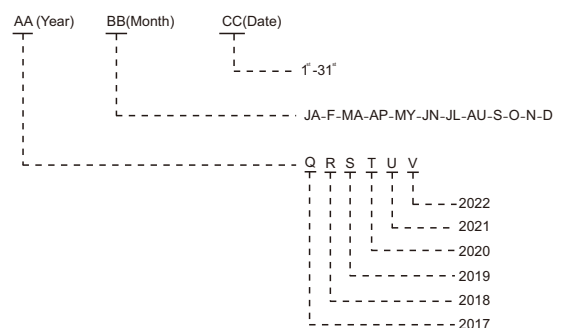 AA (Year) BB(Month) CC(Date)
1st-31st
JA-F-MA-AP-MY-JN-JL-AU-S-O-N-D
Q R S T U V
2022
2021
2020
2019
2018
2017